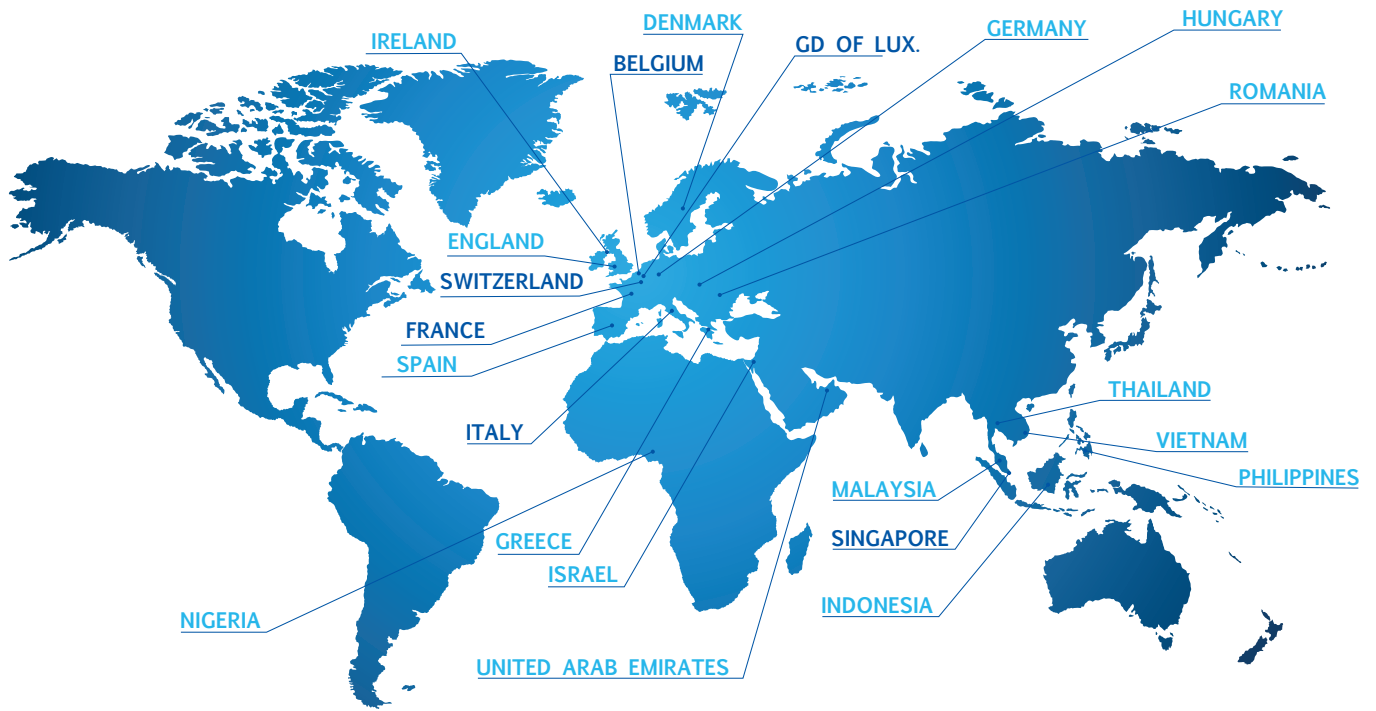 DENMARK
HUNGARY
GERMANY
IRELAND
GD OF LUX.
BELGIUM
ROMANIA
ENGLAND
SWITZERLAND
FRANCE
SPAIN
THAILAND
ITALY
VIETNAM
PHILIPPINES
MALAYSIA
SINGAPORE
GREECE
ISRAEL
INDONESIA
NIGERIA
UNITED ARAB EMIRATES